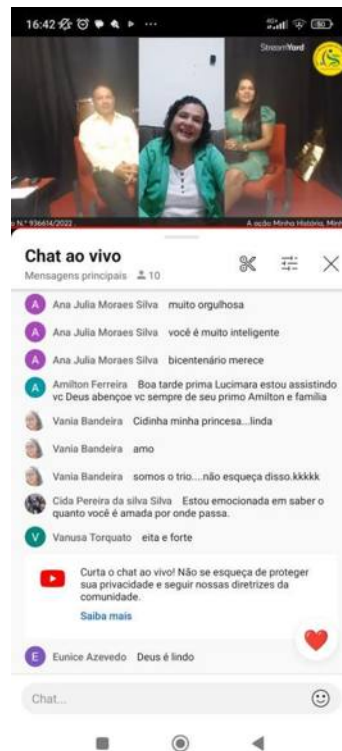 16:42
80
StreamYard
o N.º 936614/2022 .
A ação Minha História, Minh
Chat ao vivo
Mensagens principais 10
A Ana Julia Moraes Silva muito orgulhosa
A Ana Julia Moraes Silva você é muito inteligente
A Ana Julia Moraes Silva bicentenário merece
A Amilton Ferreira Boa tarde prima Lucimara estou assistindo
vc Deus abençoe vc sempre de seu primo Amilton e família
Vania Bandeira Cidinha minha princesa...linda
Vania Bandeira amo
Vania Bandeira somos o trio....não esqueça disso.kkkkk
Cida Pereira da silva Silva Estou emocionada em saber o
quanto você é amada por onde passa.
V Vanusa Torquato eita e forte
Curta o chat ao vivo! Não se esqueça de proteger
sua privacidade e seguir nossas diretrizes da
comunidade.
Saiba mais
E Eunice Azevedo Deus é lindo
Chat...